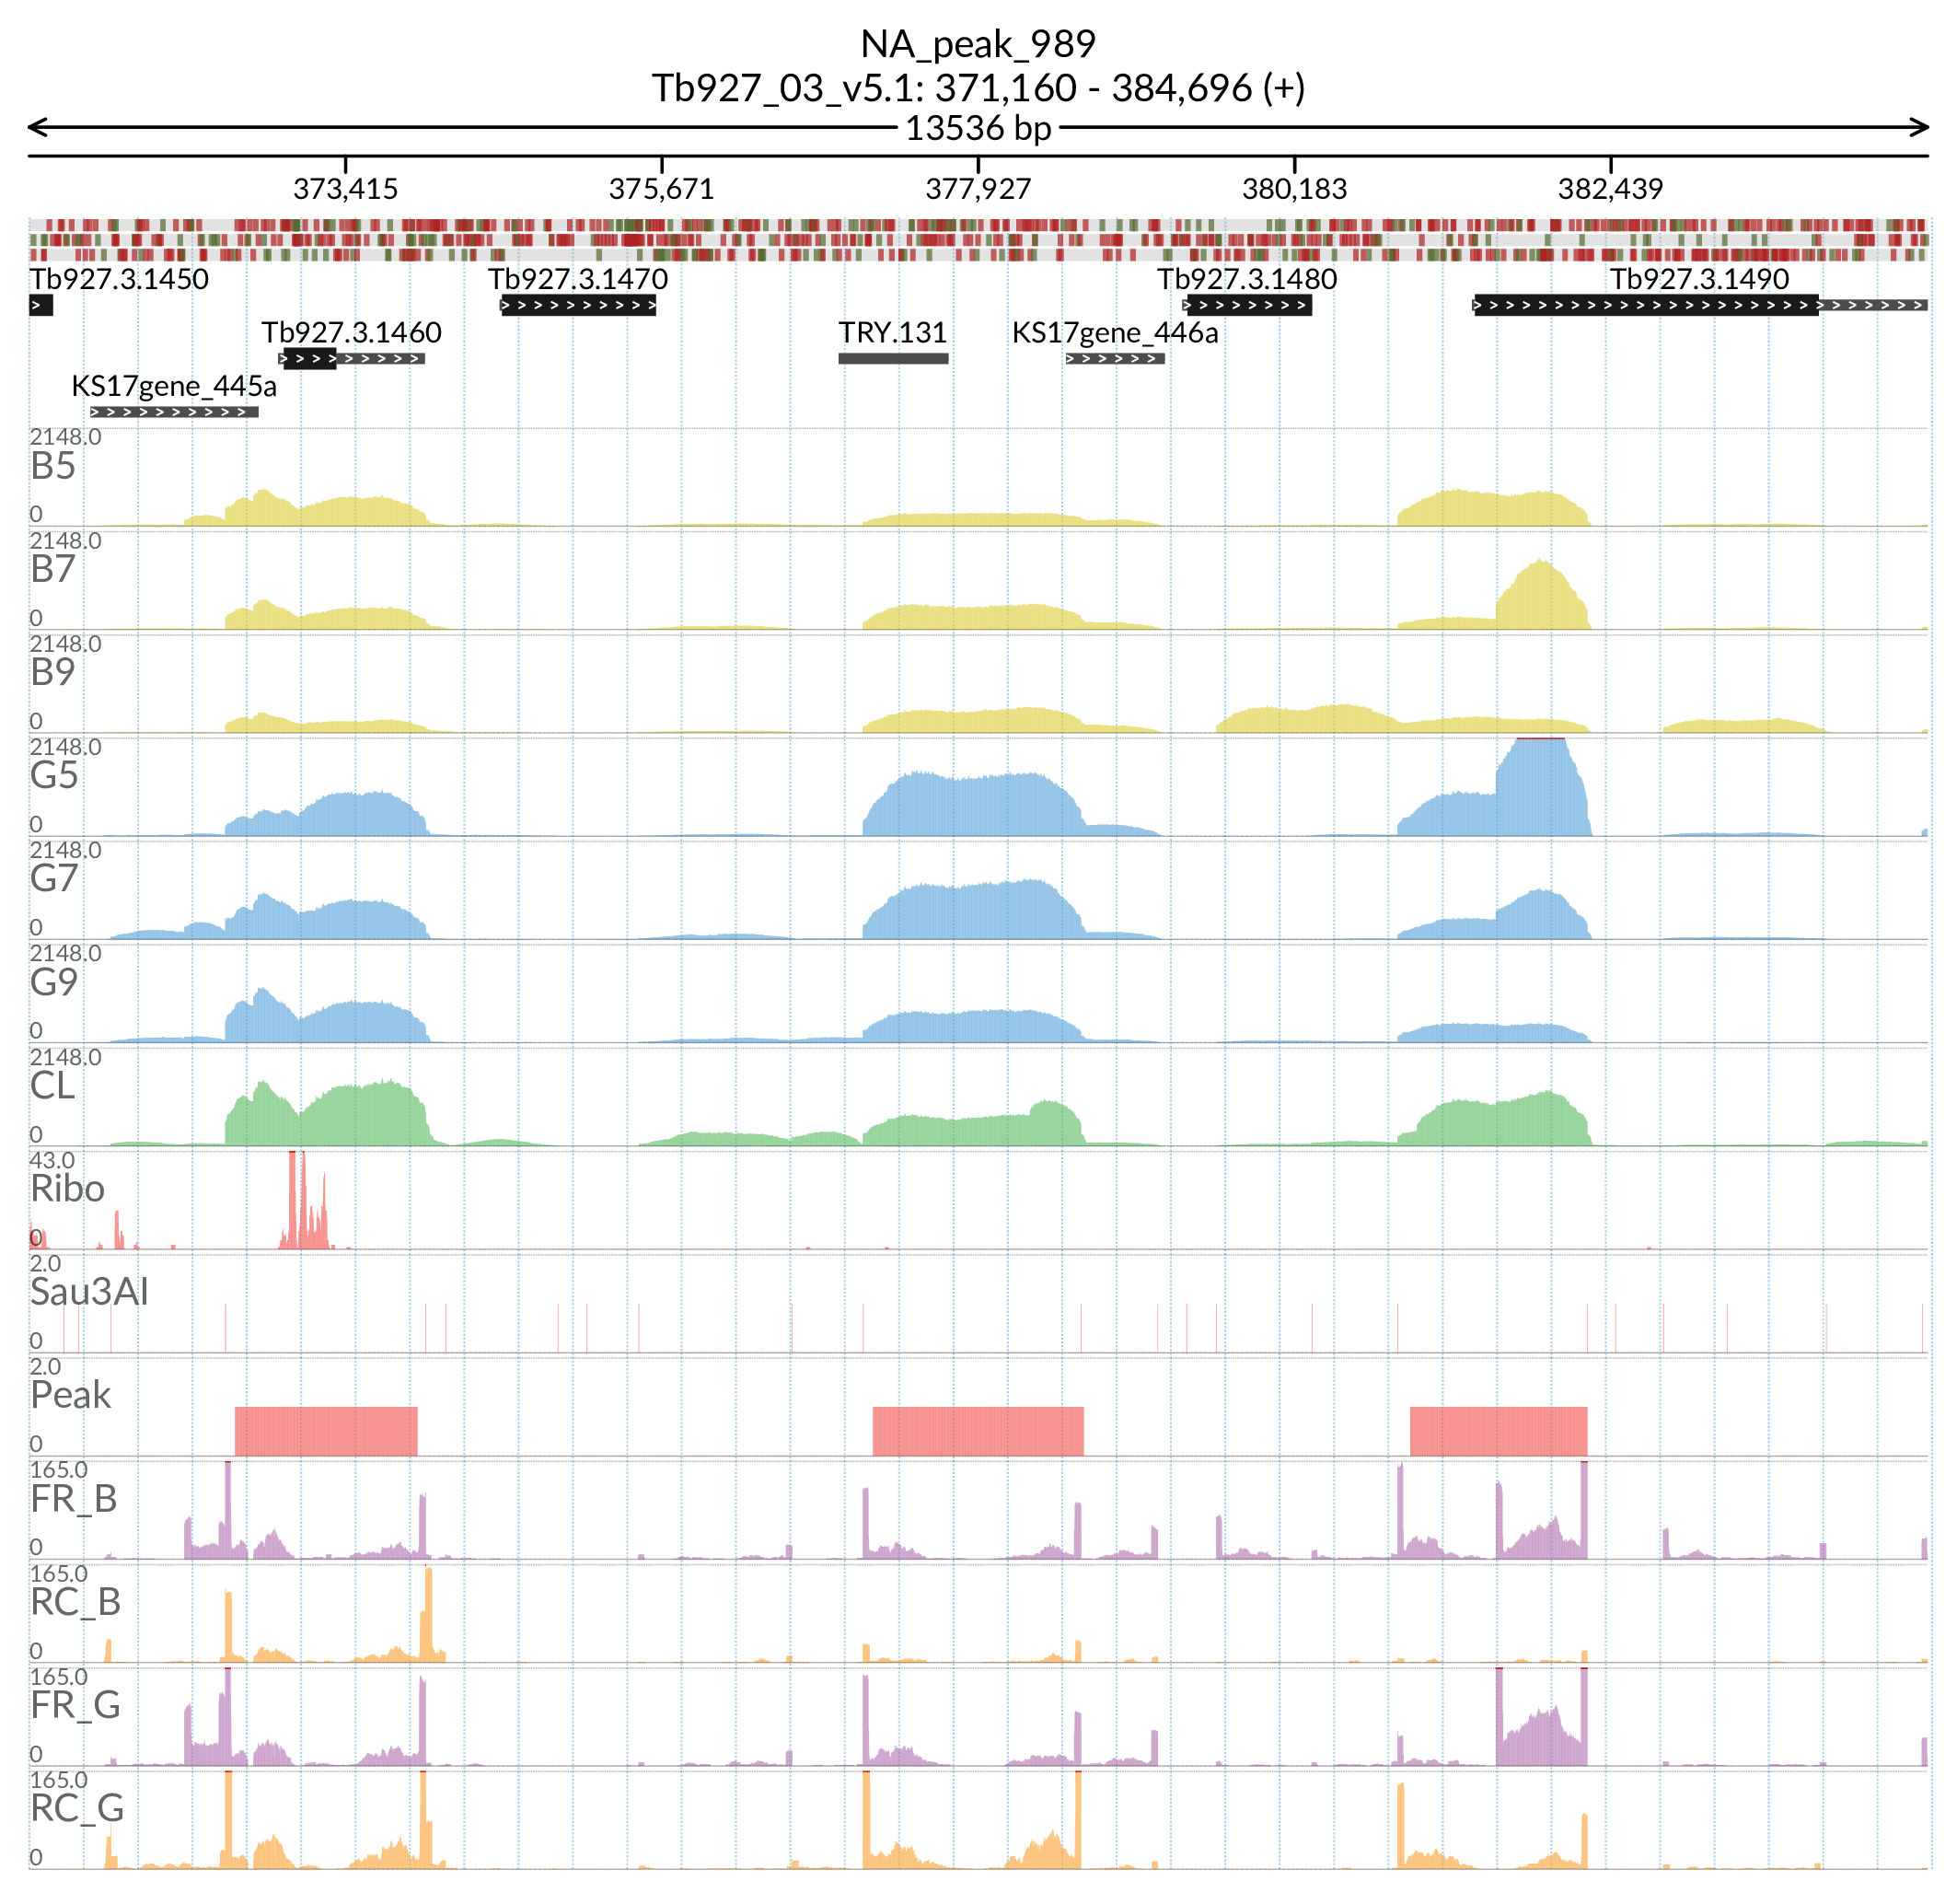 NA_peak_989
Tb927_03_v5.1: 371,160 - 384,696 (+)
13536 bp
373,415 375,671 377,927 380,183 382,439
Tb927.3.1450 Tb927.3.1470 Tb927.3.1480 Tb927.3.1490
Tb927.3.1460 TRY.131 KS17gene_446a
KS17gene_445a
2148.0
B5
0
2148.0
B7
0
2148.0
B9
0
2148.0
G5
0
2148.0
G7
0
2148.0
G9
0
2148.0
CL
0
43.0
Ribo
0
2.0
Sau3AI
0
2.0
Peak
0
165.0
FR_B
0
165.0
RC_B
0
165.0
FR_G
0
165.0
RC_G
0